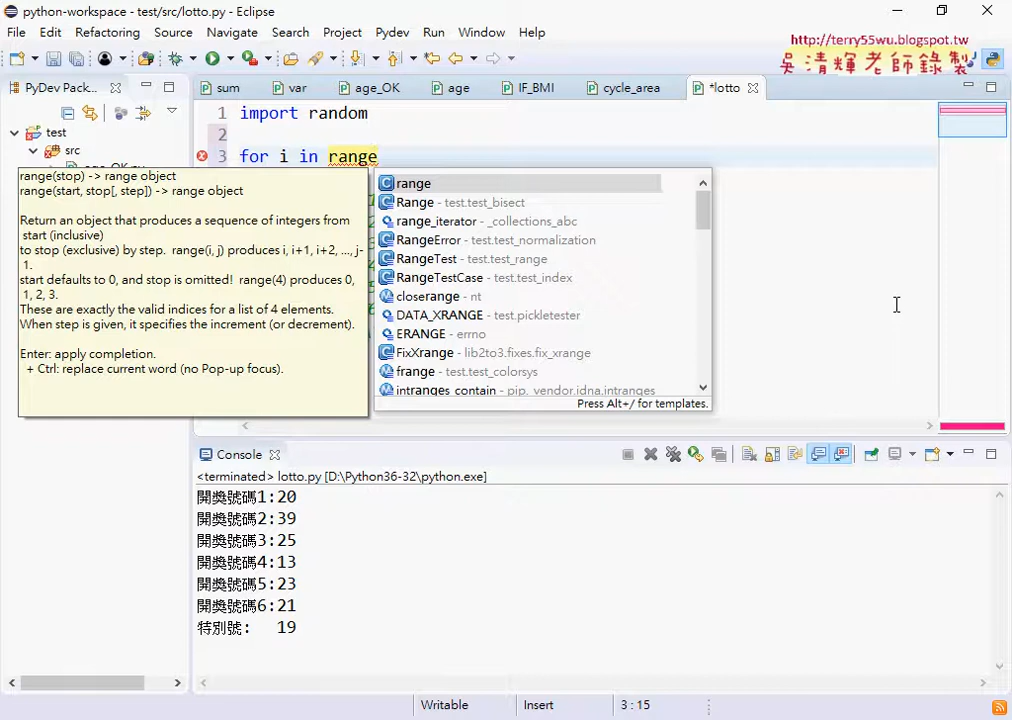 python-workspace - test/src/lotto.py - Eclipse
File Edit Refactoring Source Navigate Search Project Pydev Run Window Help
http://terry55wu.blogspot.tw
吳清輝老師錄製
PyDev Pack...
sum
var
age_OK
age
IF_BMI
cycle_area
*lotto
test
src
1 import random
2
3 for i in range
range(stop) -> range object
range(start, stop[, step]) -> range object
Return an object that produces a sequence of integers from
start (inclusive)
to stop (exclusive) by step. range(i, j) produces i, i+1, i+2, ..., j-
1.
start defaults to 0, and stop is omitted! range(4) produces 0,
1, 2, 3.
These are exactly the valid indices for a list of 4 elements.
When step is given, it specifies the increment (or decrement).
Enter: apply completion.
+ Ctrl: replace current word (no Pop-up focus).
range
Range - test.test_bisect
range_iterator - _collections_abc
RangeError - test.test_normalization
RangeTest - test.test_range
RangeTestCase - test.test_index
closerange - nt
DATA_XRANGE - test.pickletester
ERANGE - errno
FixXrange - lib2to3.fixes.fix_xrange
frange - test.test_colorsys
intranges_contain - pip._vendor.idna.intranges
Press Alt+/ for templates.
Console
<terminated> lotto.py [D:\Python36-32\python.exe]
開獎號碼1:20
開獎號碼2:39
開獎號碼3:25
開獎號碼4:13
開獎號碼5:23
開獎號碼6:21
特別號: 19
Writable
Insert
3 : 15